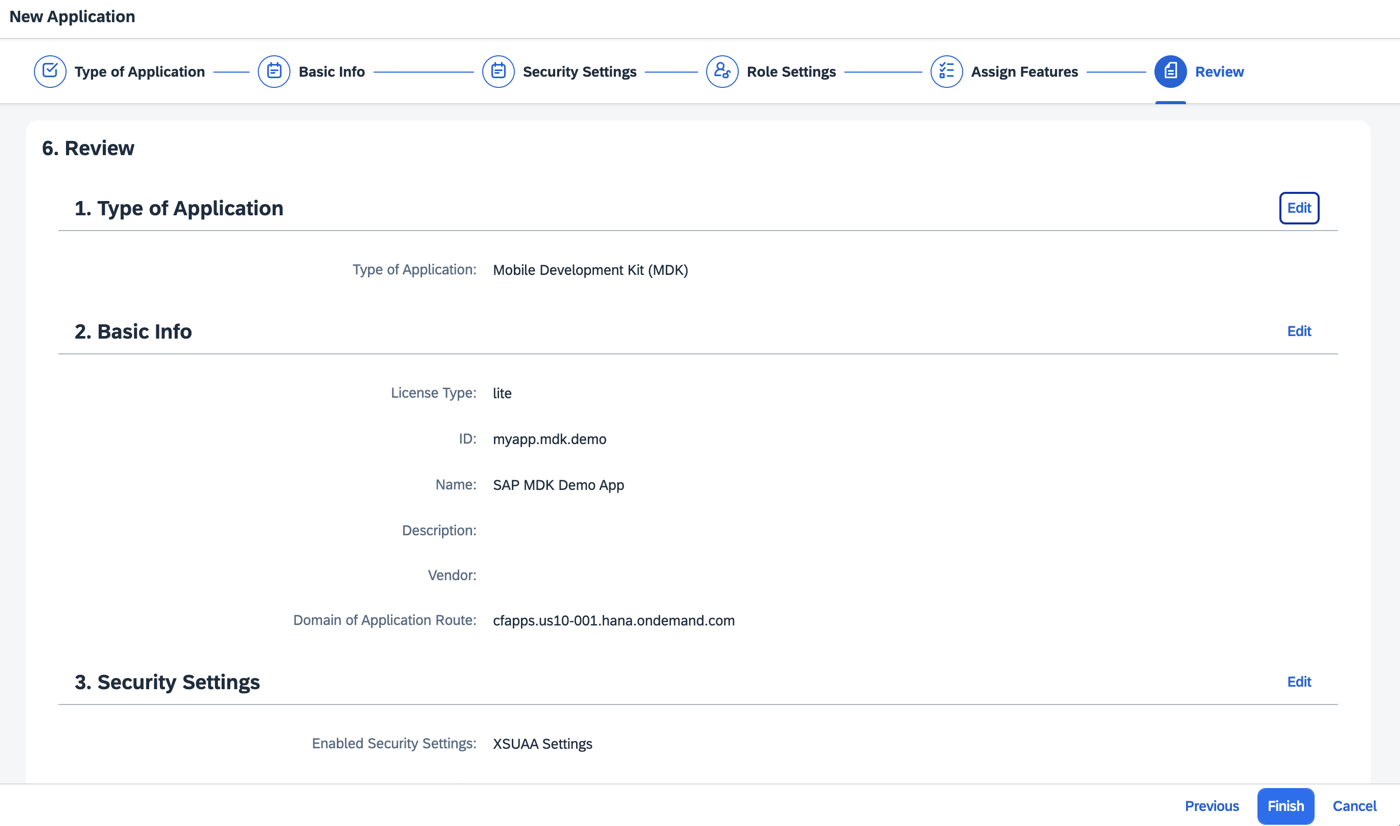 New Application
Type of Application
Basic Info
Security Settings
Role Settings
Assign Features
Review
6. Review
1. Type of Application
Edit
Type of Application: Mobile Development Kit (MDK)
2. Basic Info
Edit
License Type: lite
ID: myapp.mdk.demo
Name: SAP MDK Demo App
Description:
Vendor:
Domain of Application Route: cfapps.us10-001.hana.ondemand.com
3. Security Settings
Edit
Enabled Security Settings: XSUAA Settings
Previous
Finish
Cancel